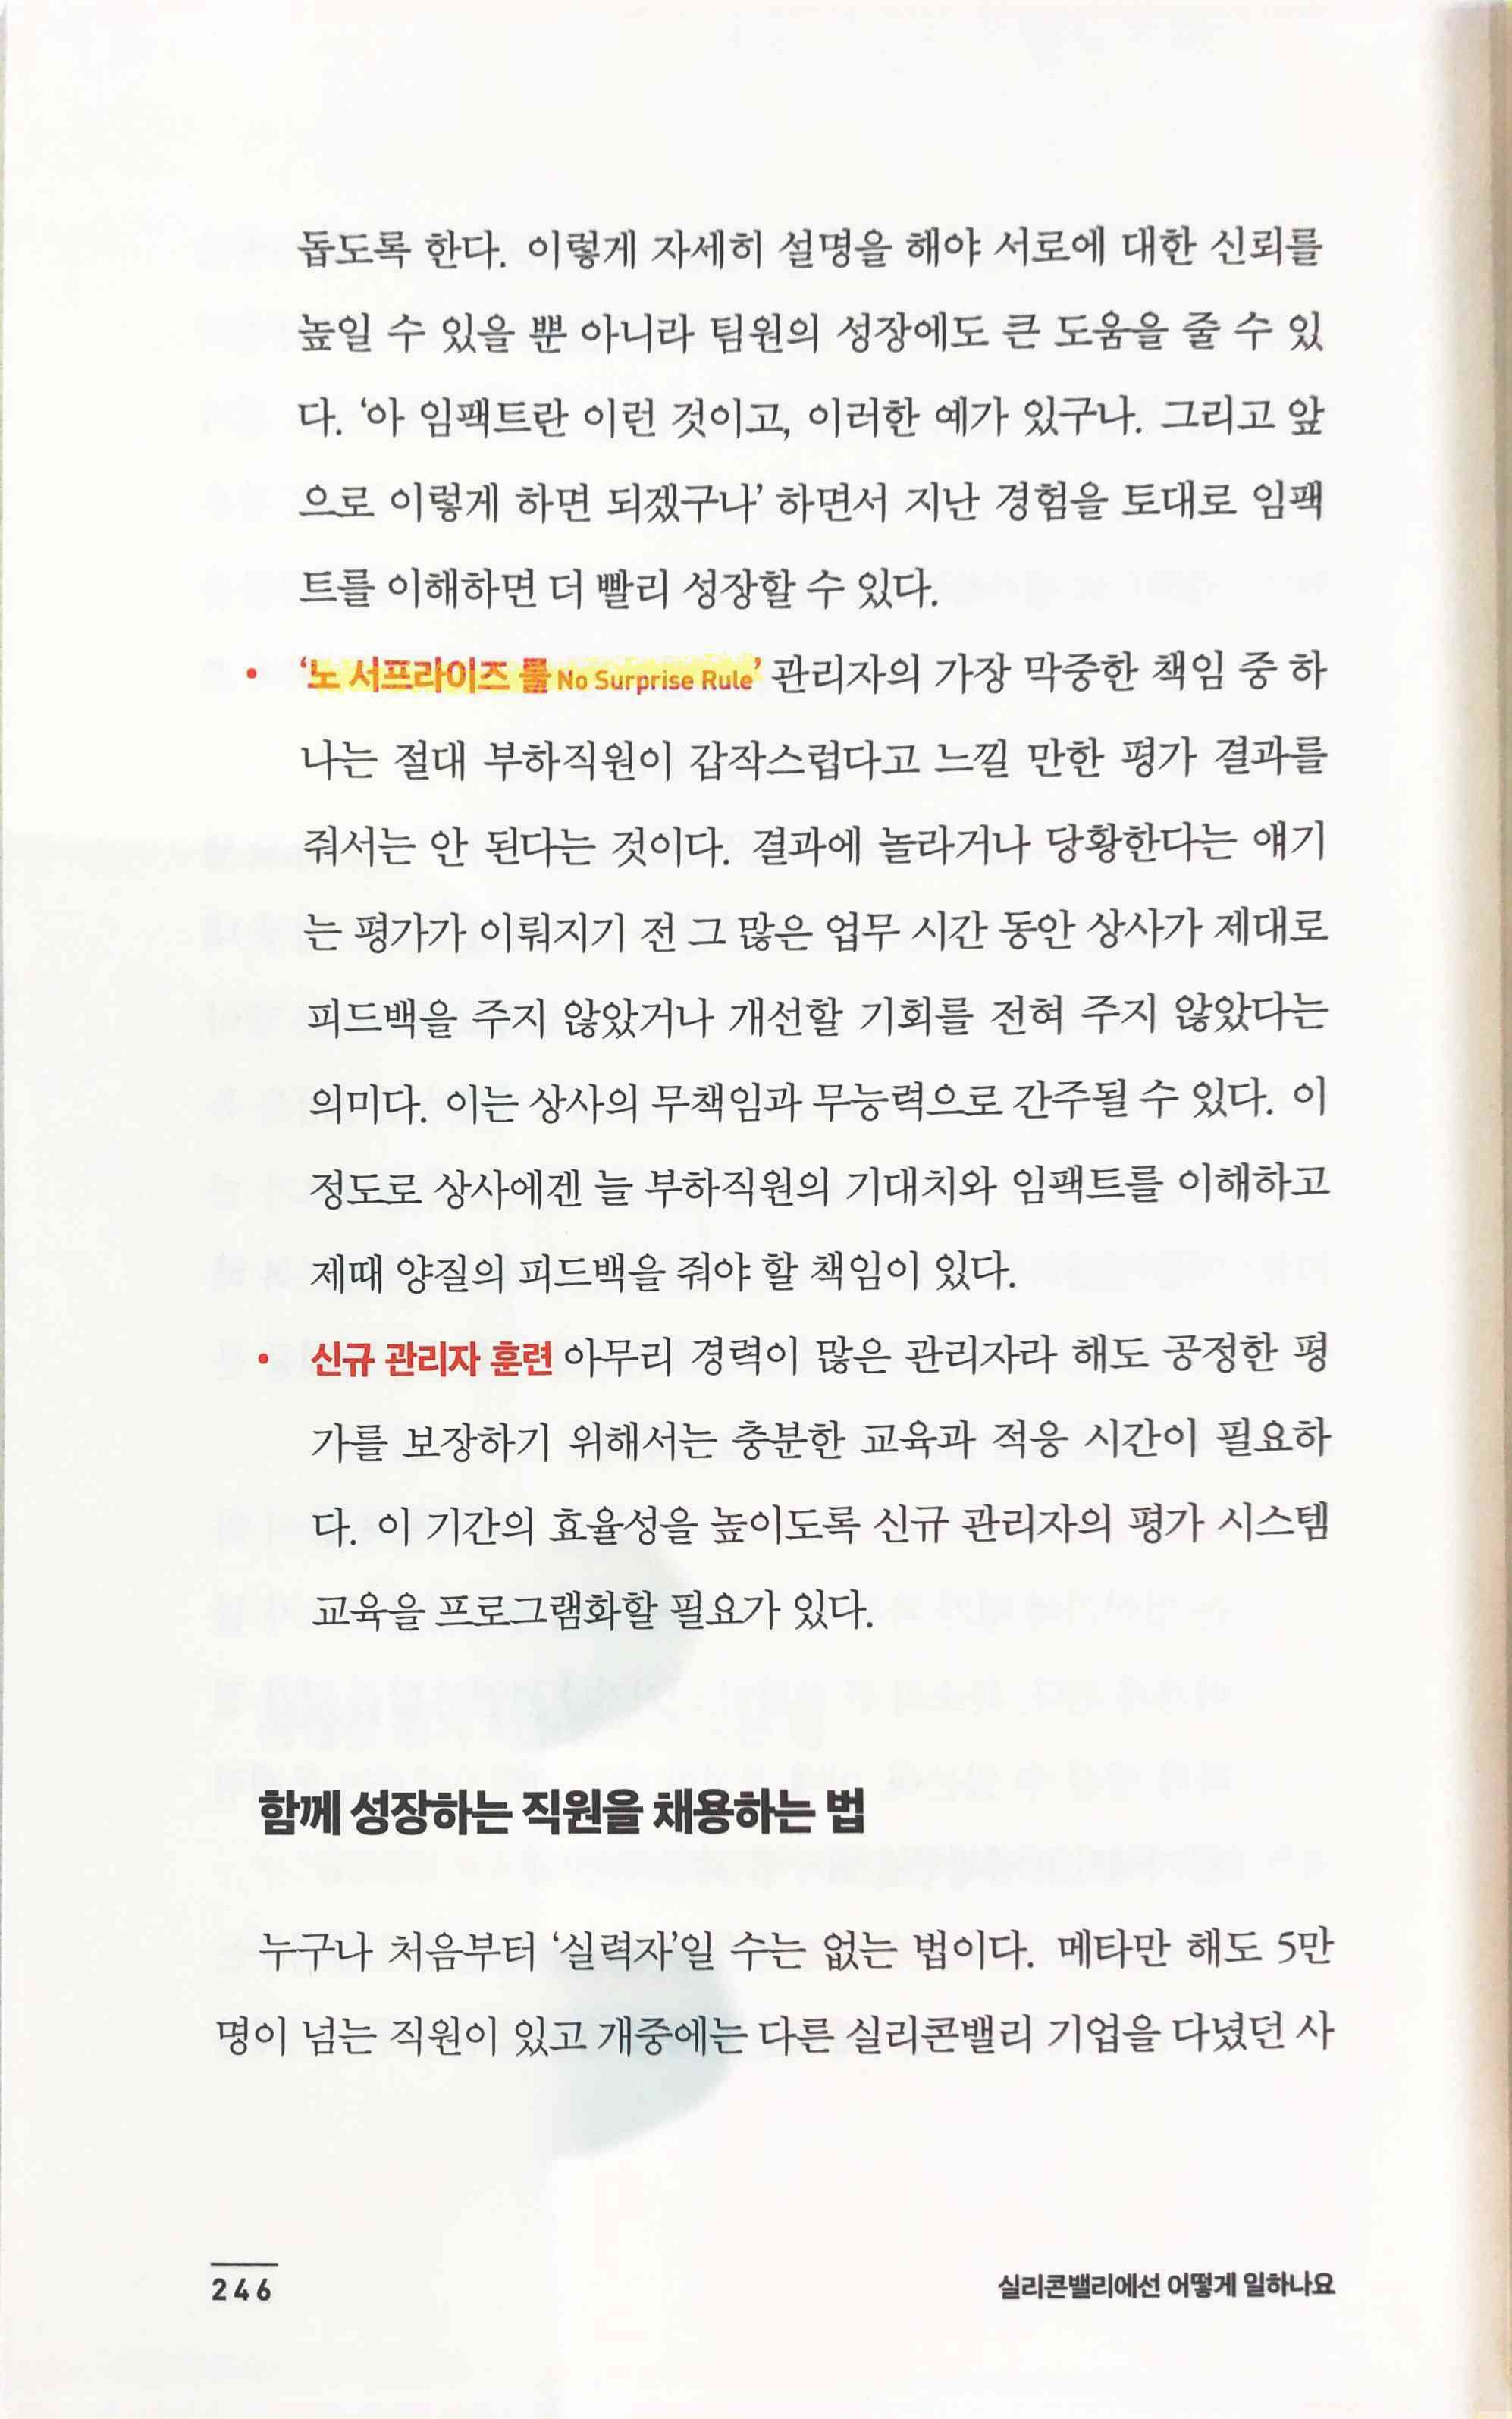 돕도록 한다. 이렇게 자세히 설명을 해야 서로에 대한 신뢰를
높일 수 있을 뿐 아니라 팀원의 성장에도 큰 도움을 줄 수 있
다. ‘아 임팩트란 이런 것이고, 이러한 예가 있구나. 그리고 앞
으로 이렇게 하면 되겠구나’ 하면서 지난 경험을 토대로 임팩
트를 이해하면 더 빨리 성장할 수 있다.
• ‘노 서프라이즈 룰 No Surprise Rule’ 관리자의 가장 막중한 책임 중 하
나는 절대 부하직원이 갑작스럽다고 느낄 만한 평가 결과를
줘서는 안 된다는 것이다. 결과에 놀라거나 당황한다는 얘기
는 평가가 이뤄지기 전 그 많은 업무 시간 동안 상사가 제대로
피드백을 주지 않았거나 개선할 기회를 전혀 주지 않았다는
의미다. 이는 상사의 무책임과 무능력으로 간주될 수 있다. 이
정도로 상사에겐 늘 부하직원의 기대치와 임팩트를 이해하고
제때 양질의 피드백을 줘야 할 책임이 있다.
• 신규 관리자 훈련 아무리 경력이 많은 관리자라 해도 공정한 평
가를 보장하기 위해서는 충분한 교육과 적응 시간이 필요하
다. 이 기간의 효율성을 높이도록 신규 관리자의 평가 시스템
교육을 프로그램화할 필요가 있다.
함께 성장하는 직원을 채용하는 법
누구나 처음부터 ‘실력자’일 수는 없는 법이다. 메타만 해도 5만
명이 넘는 직원이 있고 개중에는 다른 실리콘밸리 기업을 다녔던 사
246
실리콘밸리에선 어떻게 일하나요